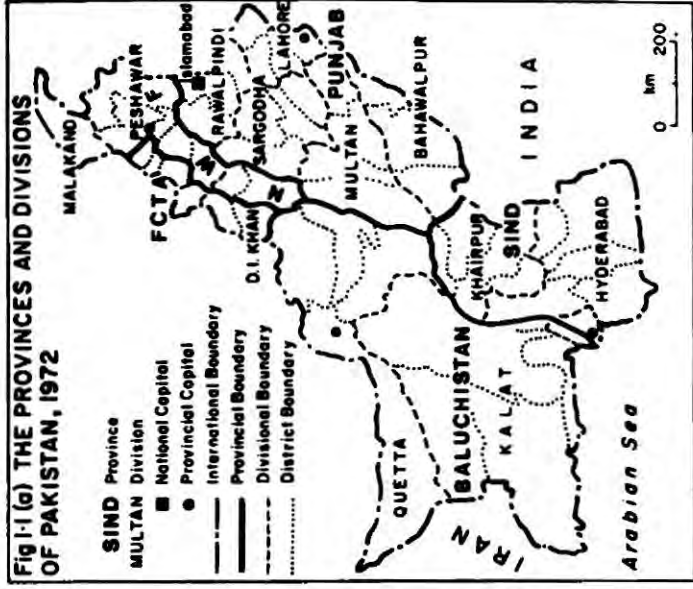 Fig 1·1 (a) THE PROVINCES AND DIVISIONS
OF PAKISTAN, 1972
SIND Province
MULTAN Division
National Capital
Provincial Capital
International Boundary
Provincial Boundary
Divisional Boundary
District Boundary
MALAKAND
PESHAWAR
Islamabad
FCTA
N
W
F
RAWALPINDI
SARGODHA
LAHORE
D.I. KHAN
PUNJAB
MULTAN
BAHAWALPUR
QUETTA
BALUCHISTAN
KALAT
KHAIRPUR
SIND
HYDERABAD
INDIA
IRAN
Arabian Sea
0 km 200